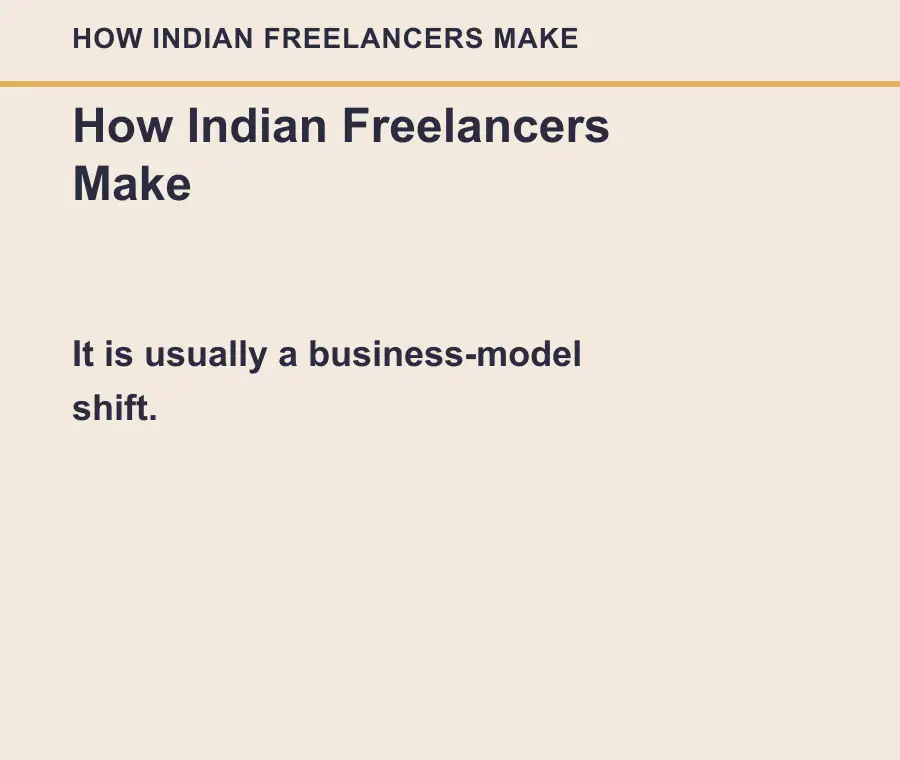 HOW INDIAN FREELANCERS MAKE
How Indian Freelancers
Make
It is usually a business-model
shift.